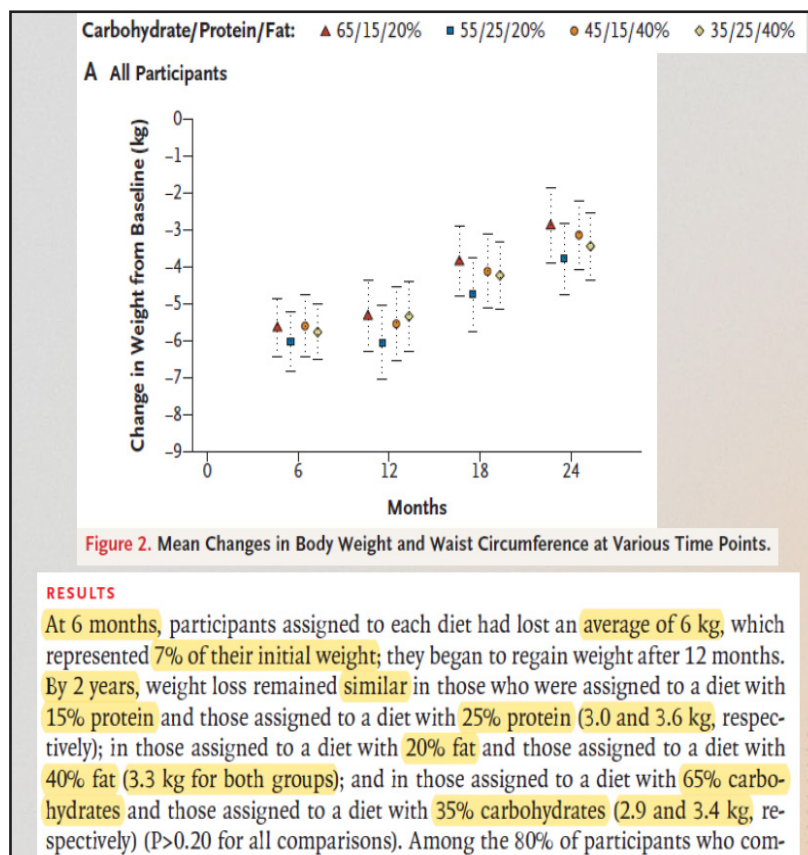 Carbohydrate/Protein/Fat: ▲ 65/15/20% ■ 55/25/20% ● 45/15/40% ◇ 35/25/40%
A All Participants
Change in Weight from Baseline (kg)
0
–1
–2
–3
–4
–5
–6
–7
–8
–9
0 6 12 18 24
Months
Figure 2. Mean Changes in Body Weight and Waist Circumference at Various Time Points.
RESULTS
At 6 months, participants assigned to each diet had lost an average of 6 kg, which
represented 7% of their initial weight; they began to regain weight after 12 months.
By 2 years, weight loss remained similar in those who were assigned to a diet with
15% protein and those assigned to a diet with 25% protein (3.0 and 3.6 kg, respec-
tively); in those assigned to a diet with 20% fat and those assigned to a diet with
40% fat (3.3 kg for both groups); and in those assigned to a diet with 65% carbo-
hydrates and those assigned to a diet with 35% carbohydrates (2.9 and 3.4 kg, re-
spectively) (P>0.20 for all comparisons). Among the 80% of participants who com-